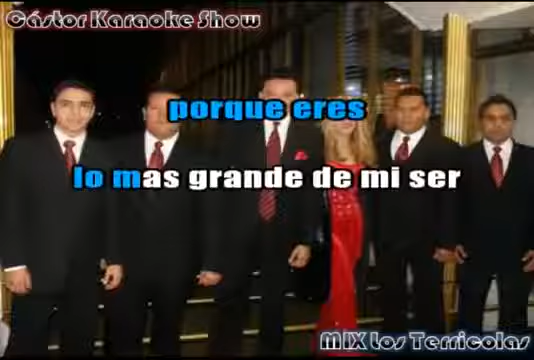 Cástor Karaoke Show
porque eres
lo mas grande de mi ser
MIX Los Terricolas